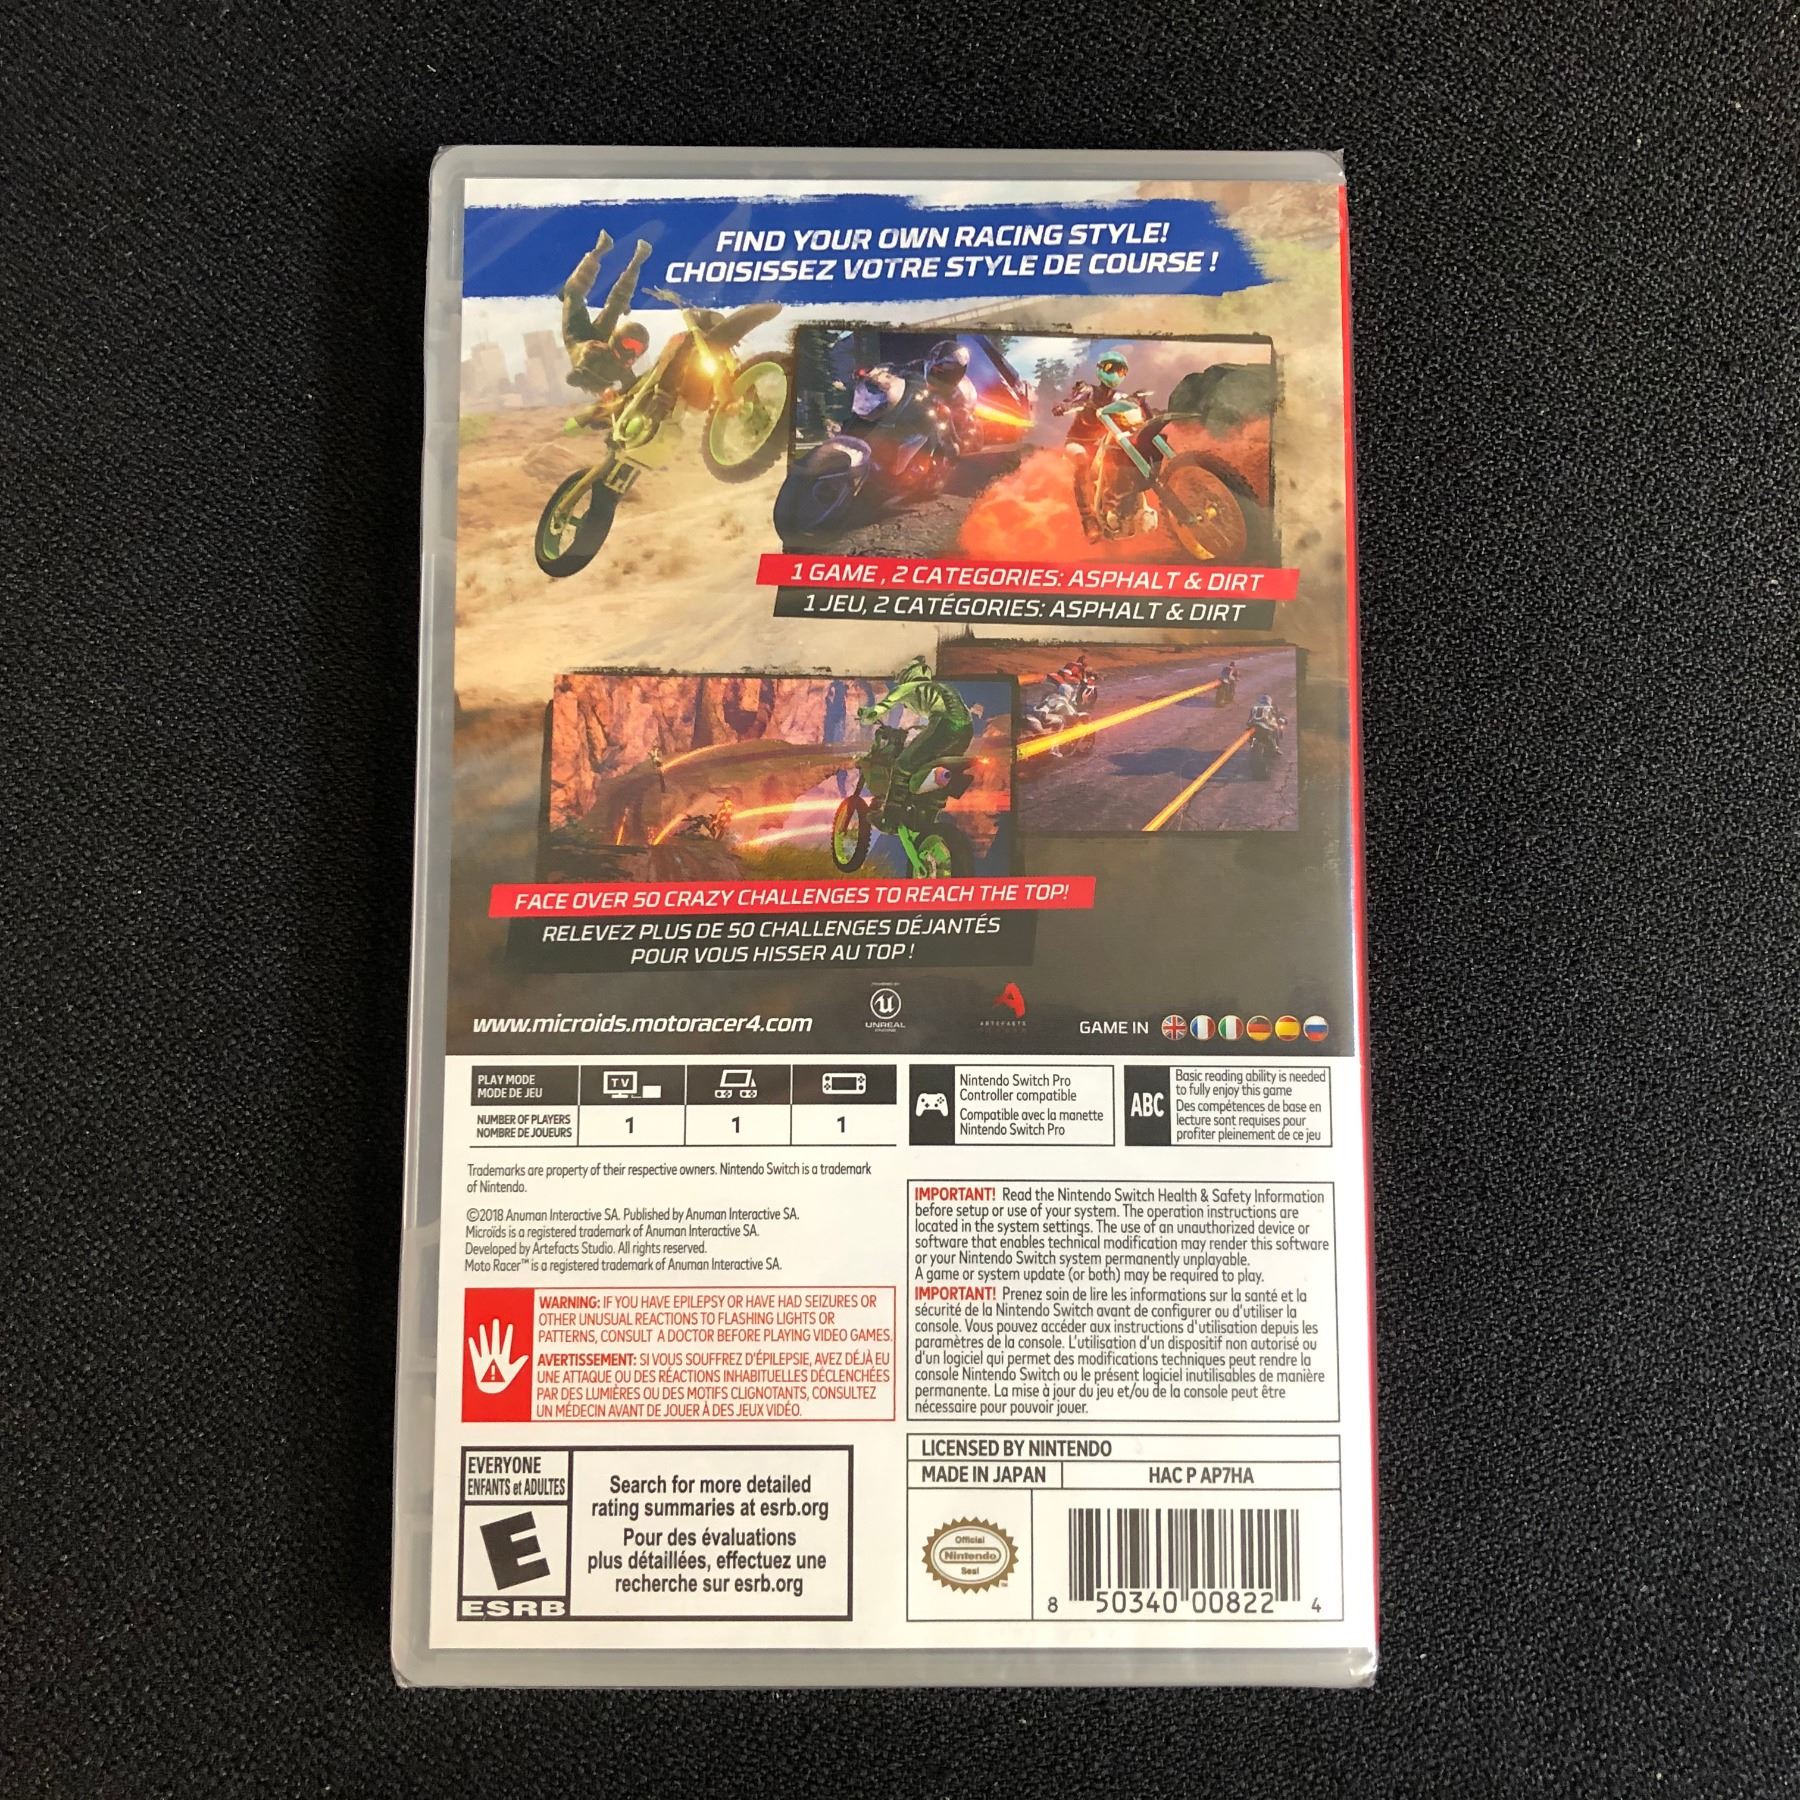 FIND YOUR OWN RACING STYLE!
CHOISISSEZ VOTRE STYLE DE COURSE !
1 GAME , 2 CATEGORIES: ASPHALT & DIRT
1 JEU, 2 CATÉGORIES: ASPHALT & DIRT
FACE OVER 50 CRAZY CHALLENGES TO REACH THE TOP!
RELEVEZ PLUS DE 50 CHALLENGES DÉJANTÉS
POUR VOUS HISSER AU TOP !
www.microids.motoracer4.com
POWERED BY
UNREAL
ENGINE
ARTEFACTS
GAME IN
PLAY MODE
MODE DE JEU
TV
NUMBER OF PLAYERS
NOMBRE DE JOUEURS
1
1
1
Nintendo Switch Pro
Controller compatible
Compatible avec la manette
Nintendo Switch Pro
ABC
Basic reading ability is needed
to fully enjoy this game
Des compétences de base en
lecture sont requises pour
profiter pleinement de ce jeu
Trademarks are property of their respective owners. Nintendo Switch is a trademark
of Nintendo.
©2018 Anuman Interactive SA. Published by Anuman Interactive SA.
Microïds is a registered trademark of Anuman Interactive SA.
Developed by Artefacts Studio. All rights reserved.
Moto Racer™ is a registered trademark of Anuman Interactive SA.
WARNING: IF YOU HAVE EPILEPSY OR HAVE HAD SEIZURES OR
OTHER UNUSUAL REACTIONS TO FLASHING LIGHTS OR
PATTERNS, CONSULT A DOCTOR BEFORE PLAYING VIDEO GAMES.
AVERTISSEMENT: SI VOUS SOUFFREZ D'ÉPILEPSIE, AVEZ DÉJÀ EU
UNE ATTAQUE OU DES RÉACTIONS INHABITUELLES DÉCLENCHÉES
PAR DES LUMIÈRES OU DES MOTIFS CLIGNOTANTS, CONSULTEZ
UN MÉDECIN AVANT DE JOUER À DES JEUX VIDÉO.
IMPORTANT! Read the Nintendo Switch Health & Safety Information
before setup or use of your system. The operation instructions are
located in the system settings. The use of an unauthorized device or
software that enables technical modification may render this software
or your Nintendo Switch system permanently unplayable.
A game or system update (or both) may be required to play.
IMPORTANT! Prenez soin de lire les informations sur la santé et la
sécurité de la Nintendo Switch avant de configurer ou d'utiliser la
console. Vous pouvez accéder aux instructions d'utilisation depuis les
paramètres de la console. L'utilisation d'un dispositif non autorisé ou
d'un logiciel qui permet des modifications techniques peut rendre la
console Nintendo Switch ou le présent logiciel inutilisables de manière
permanente. La mise à jour du jeu et/ou de la console peut être
nécessaire pour pouvoir jouer.
EVERYONE
ENFANTS et ADULTES
E
ESRB
Search for more detailed
rating summaries at esrb.org
Pour des évaluations
plus détaillées, effectuez une
recherche sur esrb.org
LICENSED BY NINTENDO
MADE IN JAPAN
HAC P AP7HA
Official
Nintendo
Seal
8 50340 00822 4